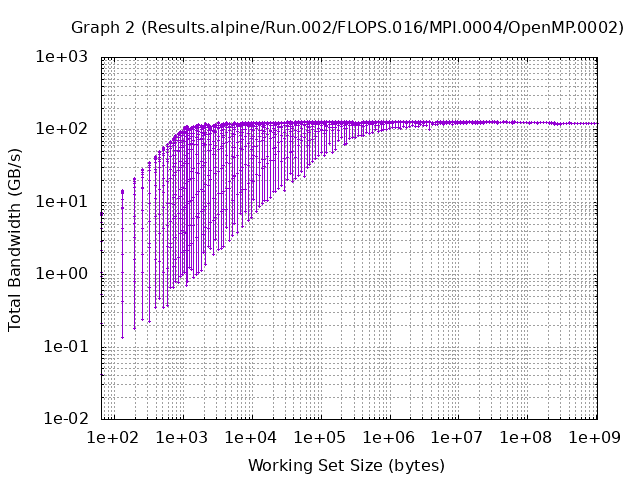 Graph 2 (Results.alpine/Run.002/FLOPS.016/MPI.0004/OpenMP.0002)
1e+03
1e+02
1e+01
1e+00
1e-01
1e-02
Total Bandwidth (GB/s)
1e+02 1e+03 1e+04 1e+05 1e+06 1e+07 1e+08 1e+09
Working Set Size (bytes)